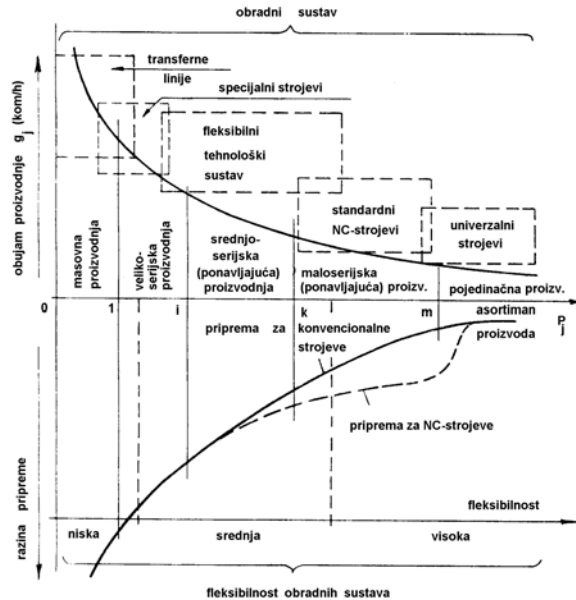 obradni sustav
transferne
linije
specijalni strojevi
fleksibilni
tehnološki
sustav
standardni
NC-strojevi
univerzalni
strojevi
obujam proizvodnje g_j (kom/h)
masovna
proizvodnja
veliko-
serijska
proizvodnja
srednjo-
serijska
(ponavljajuća)
proizvodnja
maloserijska
(ponavljajuća) proizv.
pojedinačna proizv.
0 1 i k m P_j
asortiman
proizvoda
priprema za konvencionalne
strojeve
priprema za NC-strojeve
razina pripreme
fleksibilnost
niska srednja visoka
fleksibilnost obradnih sustava